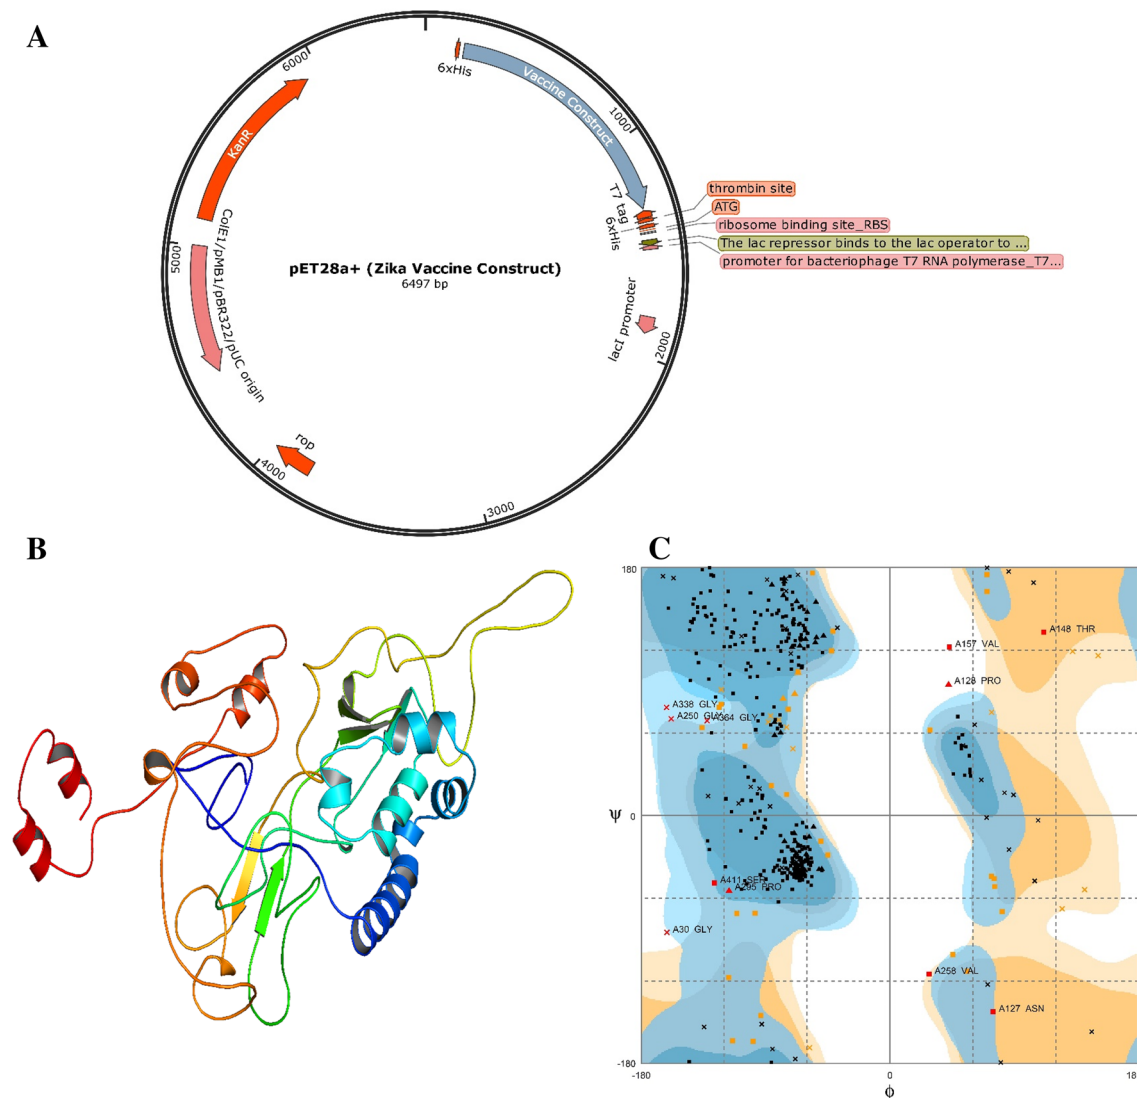 A
6000
6xHis
Vaccine Construct
1000
KanR
T7 tag
6xHis
thrombin site
ATG
ribosome binding site_RBS
The lac repressor binds to the lac operator to ...
promoter for bacteriophage T7 RNA polymerase_T7...
5000
ColE1/pMB1/pBR322/pUC origin
pET28a+ (Zika Vaccine Construct)
6497 bp
lacI promoter
2000
rop
4000
3000
B
C
180
A148 THR
A157 VAL
A128 PRO
A338 GLY
A250 GLY
A364 GLY
Ψ
0
A411 SER
A295 PRO
A30 GLY
A258 VAL
A127 ASN
-180
-180
0
18
ϕ